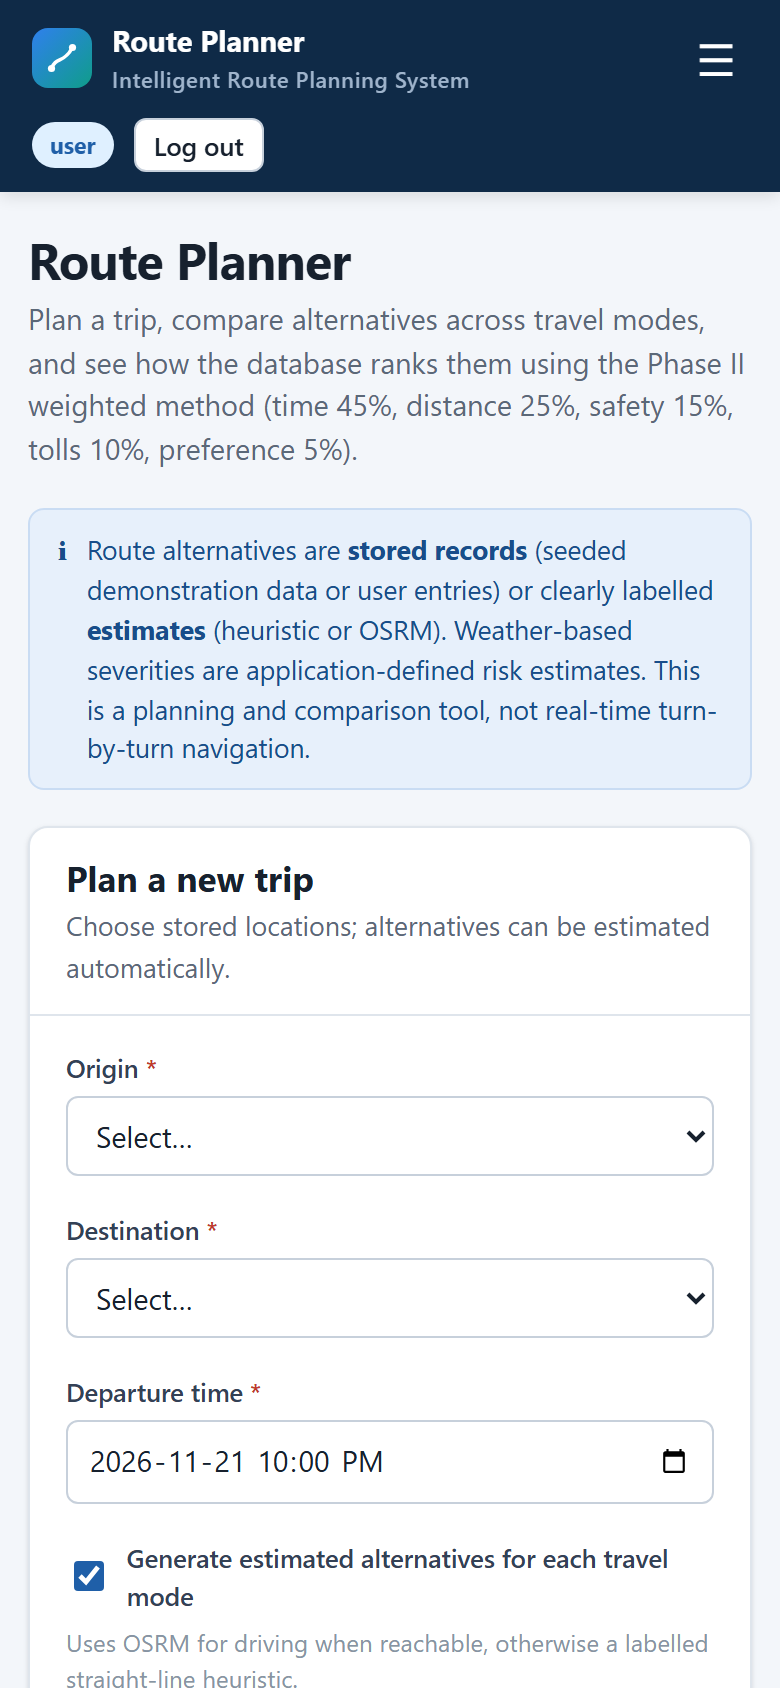 Route Planner
Intelligent Route Planning System
user
Log out
Route Planner
Plan a trip, compare alternatives across travel modes,
and see how the database ranks them using the Phase II
weighted method (time 45%, distance 25%, safety 15%,
tolls 10%, preference 5%).
i Route alternatives are stored records (seeded
demonstration data or user entries) or clearly labelled
estimates (heuristic or OSRM). Weather-based
severities are application-defined risk estimates. This
is a planning and comparison tool, not real-time turn-
by-turn navigation.
Plan a new trip
Choose stored locations; alternatives can be estimated
automatically.
Origin *
Select...
Destination *
Select...
Departure time *
2026-11-21 10:00 PM
Generate estimated alternatives for each travel
mode
Uses OSRM for driving when reachable, otherwise a labelled
straight-line heuristic.